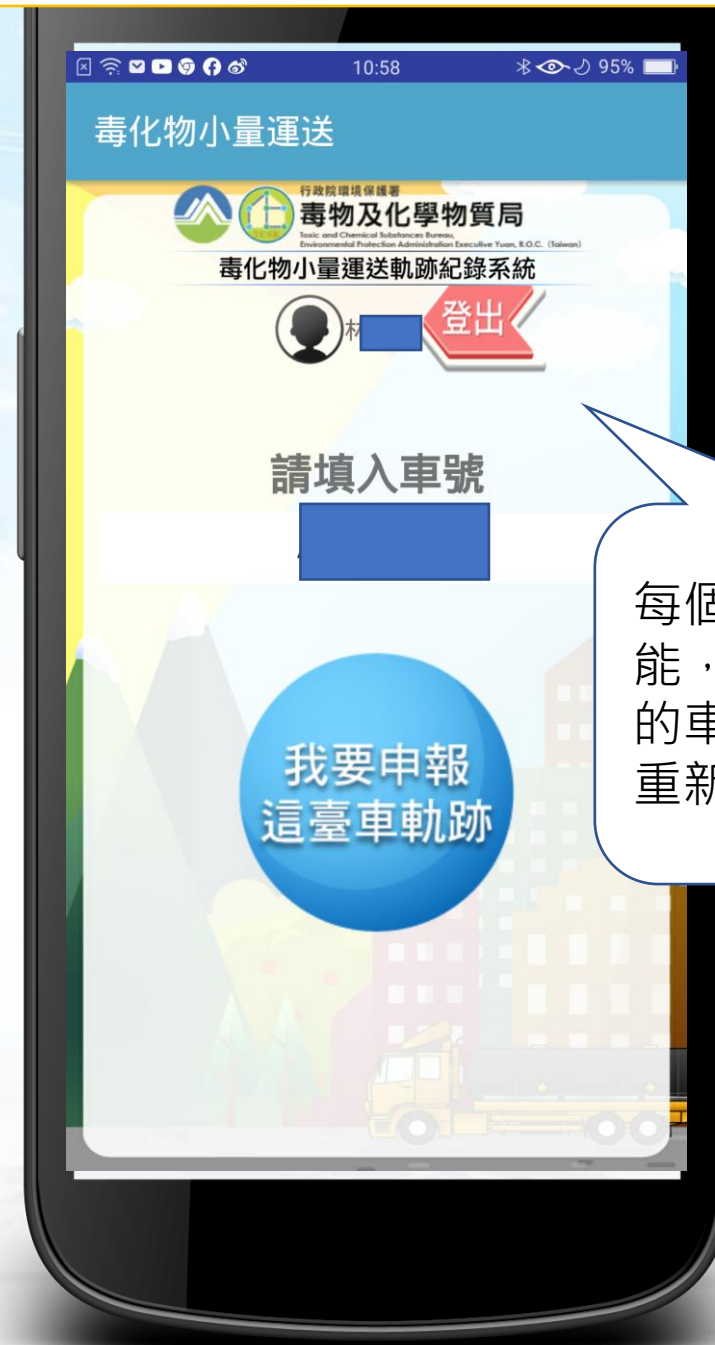 10:58
95%
毒化物小量運送
行政院環境保護署
毒物及化學物質局
Toxic and Chemical Substances Bureau,
Environmental Protection Administration Executive Yuan, R.O.C. (Taiwan)
毒化物小量運送軌跡紀錄系統
林
登出
請填入車號
我要申報
這臺車軌跡
每個
能，
的車
重新